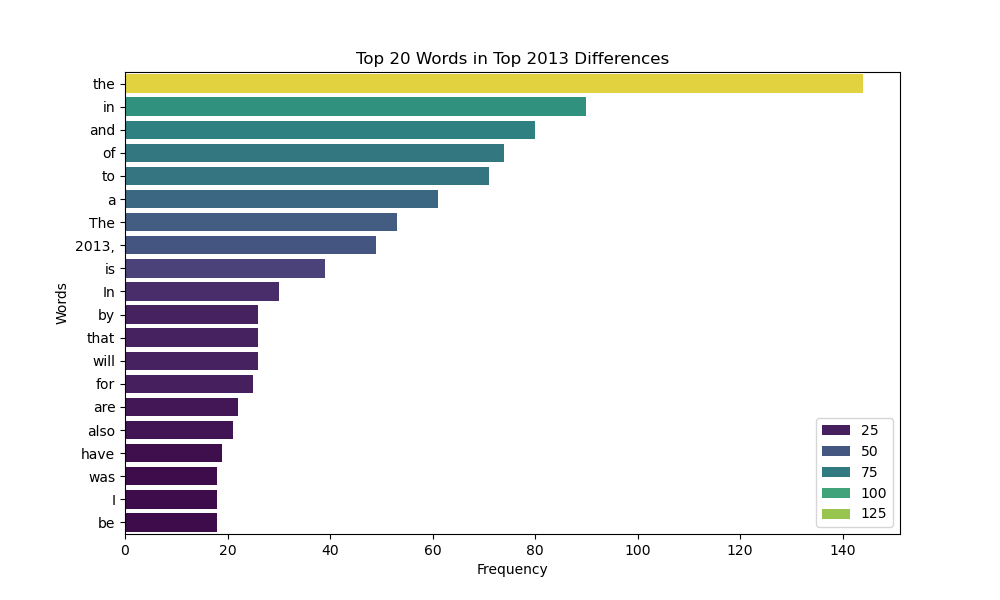 Top 20 Words in Top 2013 Differences
Words
the
in
and
of
to
a
The
2013,
is
In
by
that
will
for
are
also
have
was
I
be
0 20 40 60 80 100 120 140
Frequency
25
50
75
100
125